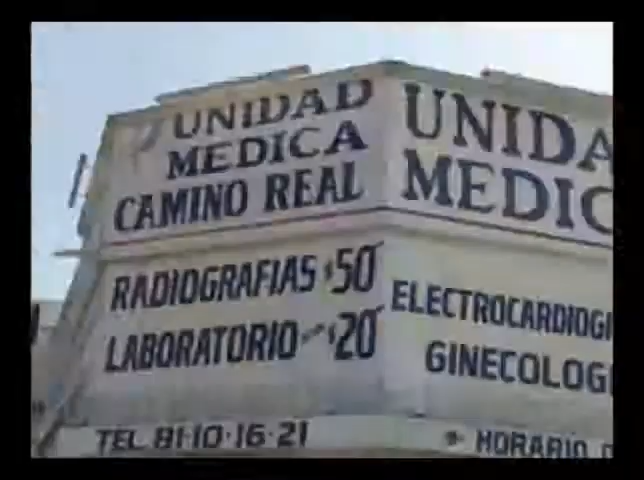 UNIDAD
MEDICA
CAMINO REAL
RADIOGRAFIAS $50
LABORATORIO $20
TEL. 81·10·16·21
UNIDA
MEDIC
ELECTROCARDIOG
GINECOLOG
HORARIO